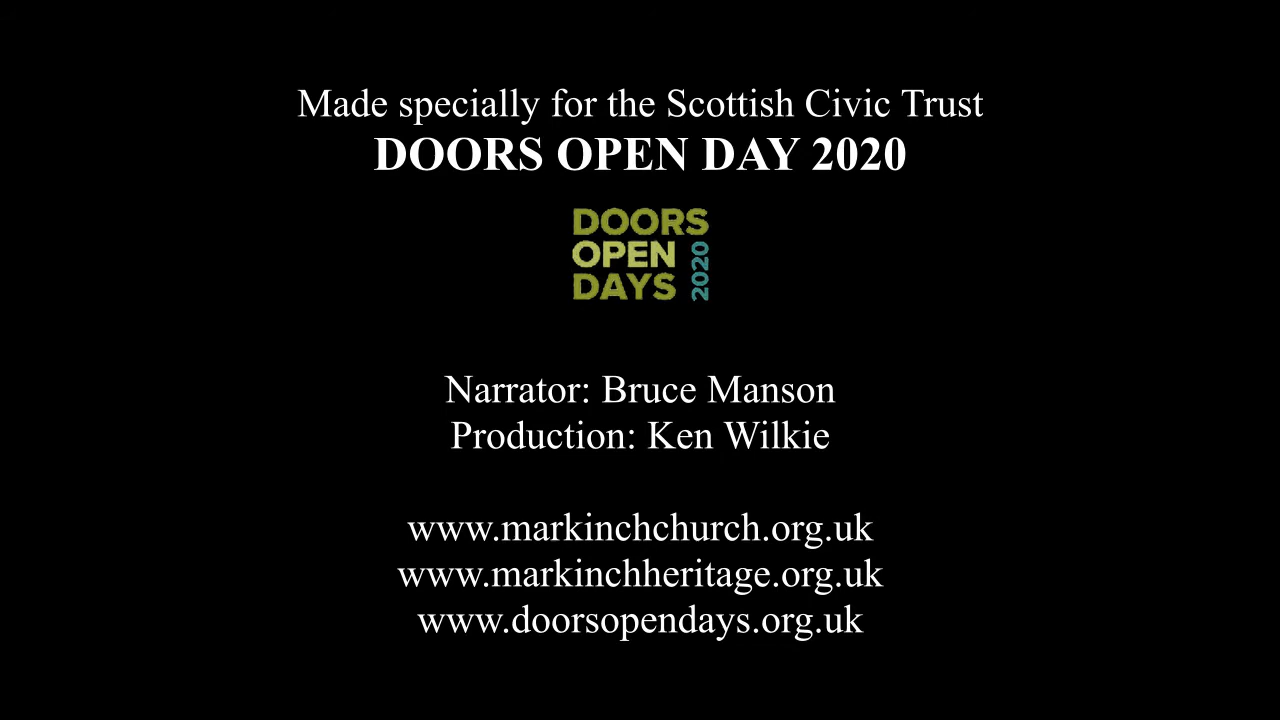 Made specially for the Scottish Civic Trust
DOORS OPEN DAY 2020
DOORS
OPEN
DAYS
2020
Narrator: Bruce Manson
Production: Ken Wilkie
www.markinchchurch.org.uk
www.markinchheritage.org.uk
www.doorsopendays.org.uk